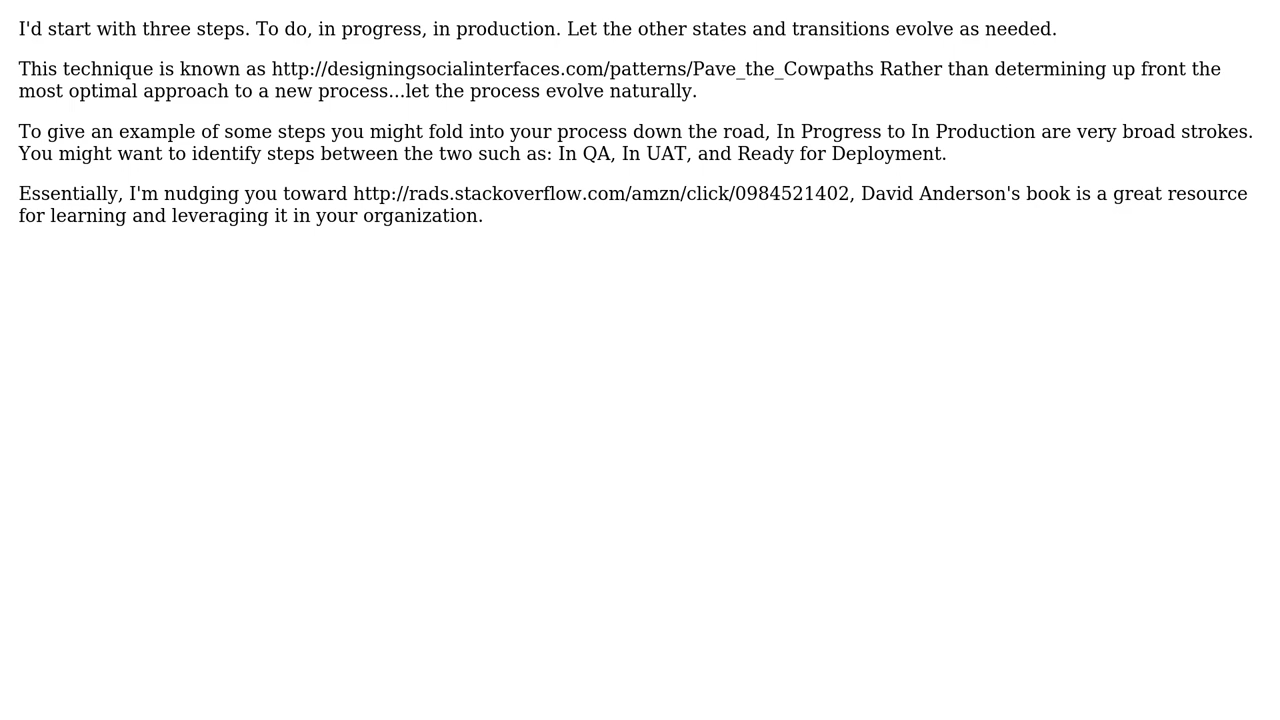 I'd start with three steps. To do, in progress, in production. Let the other states and transitions evolve as needed.
This technique is known as http://designingsocialinterfaces.com/patterns/Pave_the_Cowpaths Rather than determining up front the
most optimal approach to a new process...let the process evolve naturally.
To give an example of some steps you might fold into your process down the road, In Progress to In Production are very broad strokes.
You might want to identify steps between the two such as: In QA, In UAT, and Ready for Deployment.
Essentially, I'm nudging you toward http://rads.stackoverflow.com/amzn/click/0984521402, David Anderson's book is a great resource
for learning and leveraging it in your organization.